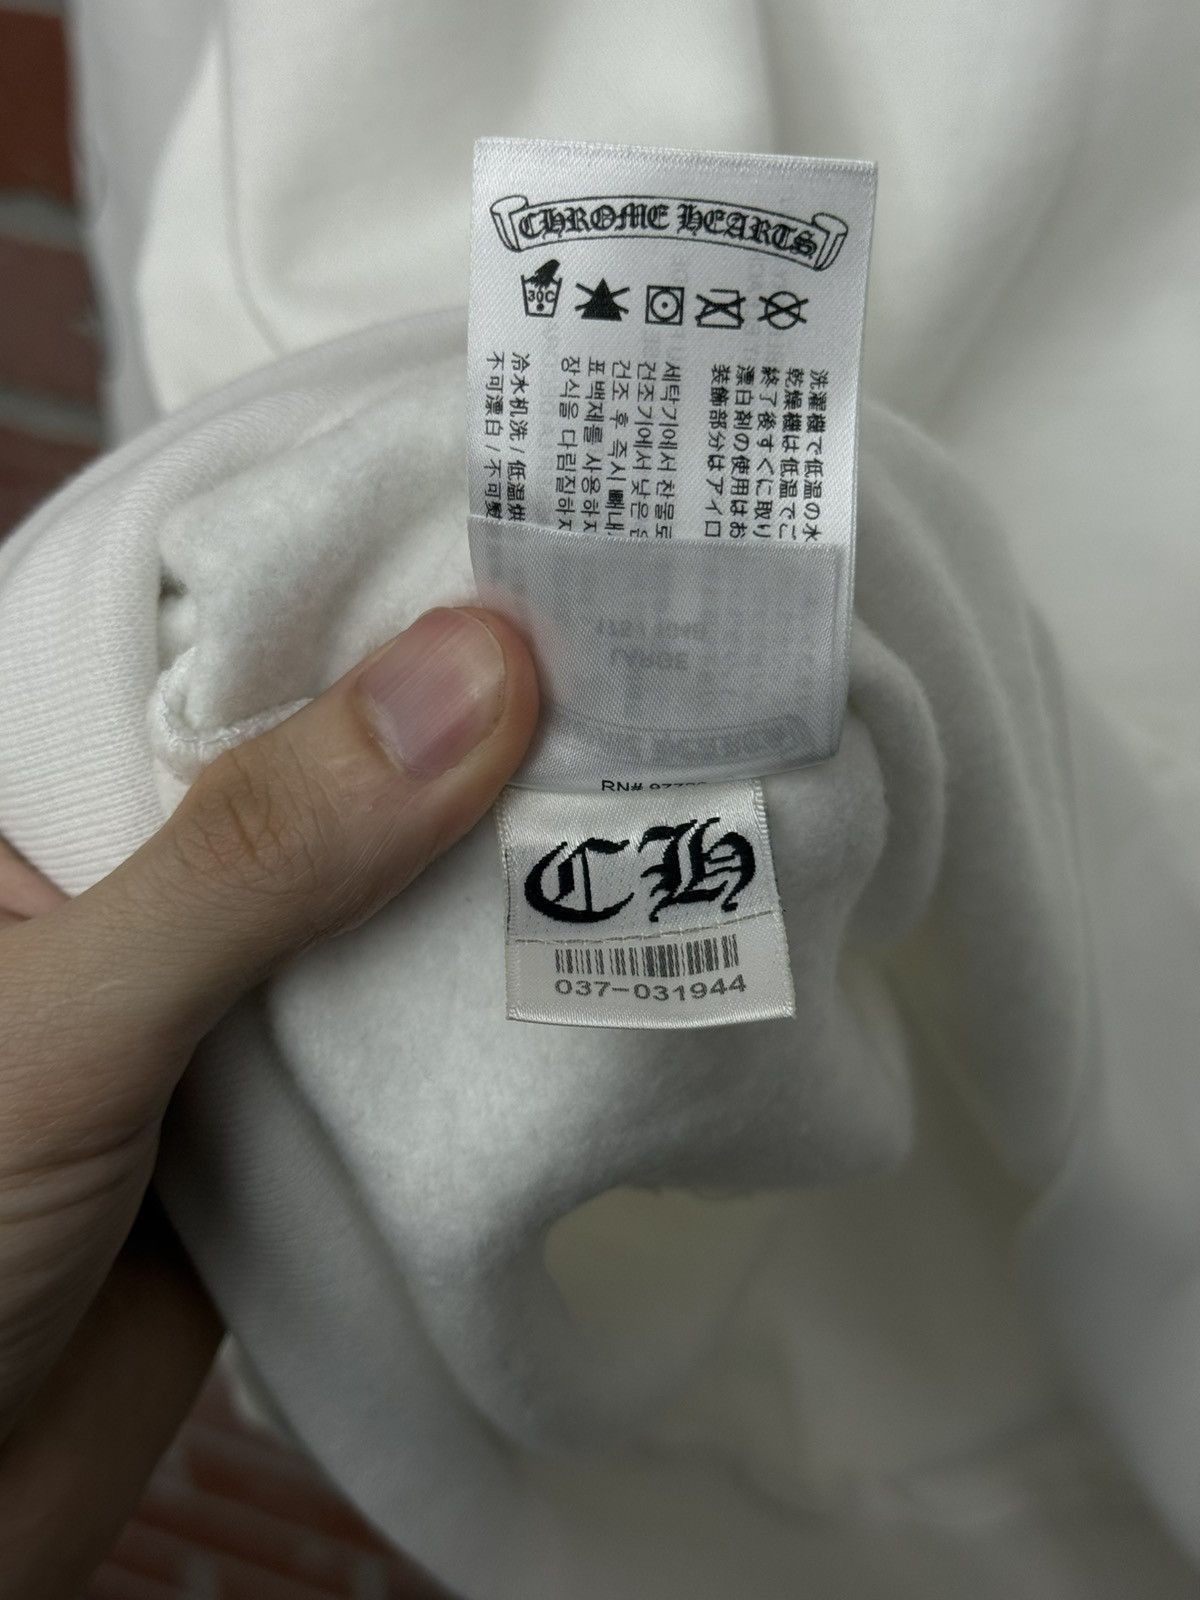 CHROME HEARTS
30C
洗濯機で低温の水
乾燥機は低温でご
終了後すぐに取り
漂白剤の使用はお
装飾部分はアイロ
세탁기에서 찬물로
건조기에서 낮은 온
건조 후 즉시 빼내
표백제를 사용하지
장식을 다림질하지
冷水机洗 / 低温烘
不可漂白 / 不可熨
LARGE
RN#
CH
037-031944